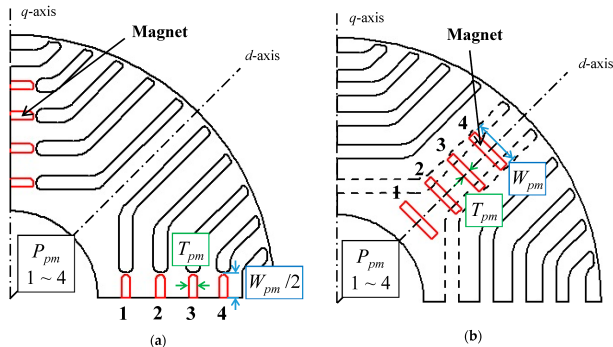 q-axis
Magnet
d-axis
P_pm
1 ~ 4
T_pm
W_pm /2
1 2 3 4
(a)
q-axis
Magnet
d-axis
4
3
2
1
W_pm
T_pm
P_pm
1 ~ 4
(b)